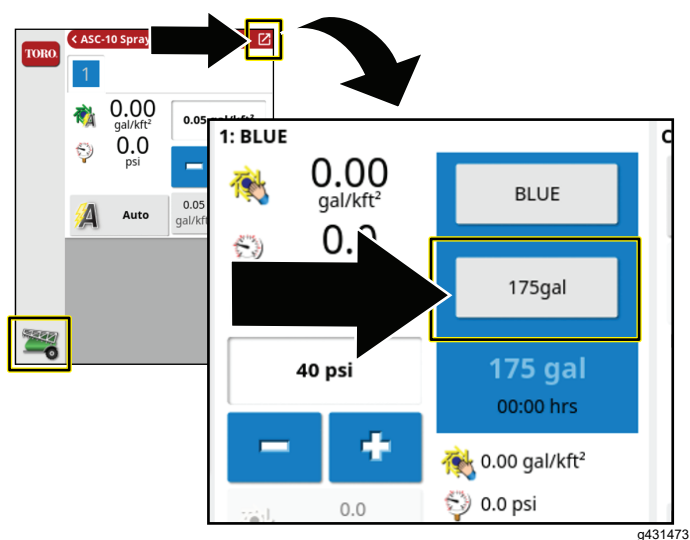 TORO.
< ASC-10 Spray
1
0.00
gal/kft²
0.0
psi
0.05
Auto
0.05
gal/kft
1: BLUE
C
0.00
gal/kft²
0.0
BLUE
175gal
40 psi
175 gal
00:00 hrs
0.00 gal/kft²
0.0 psi
0.0
g431473